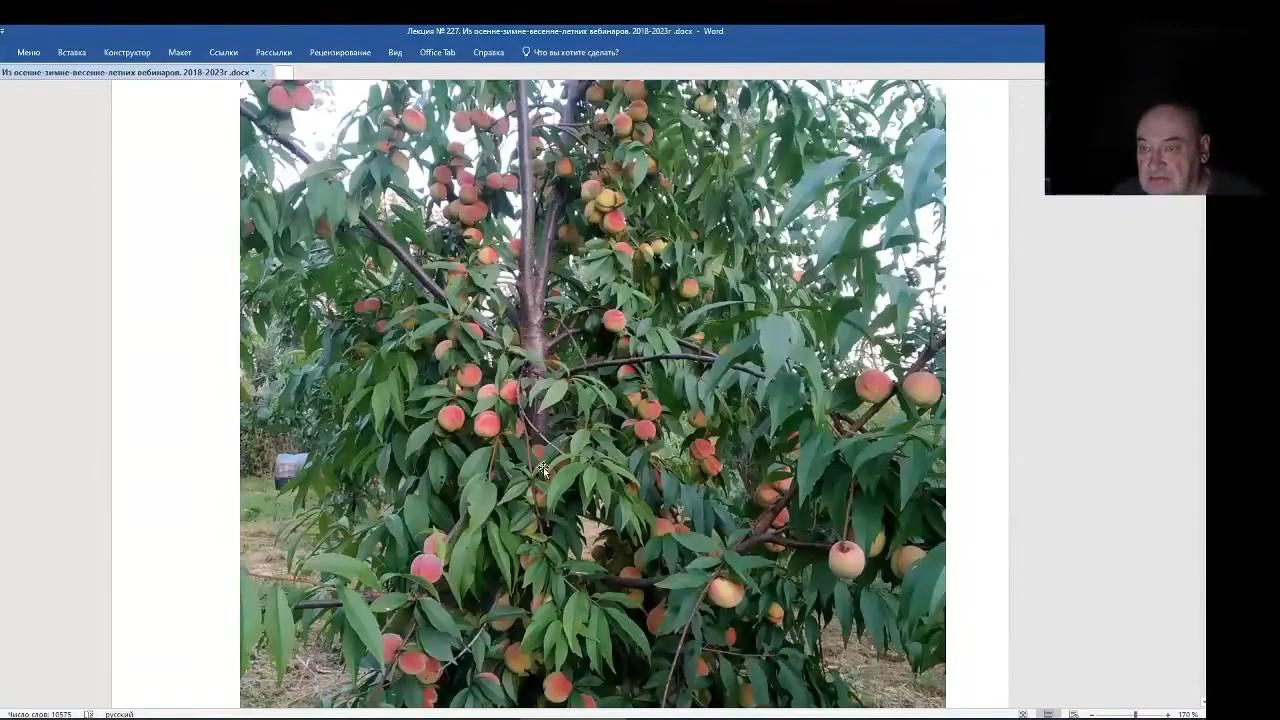 Лекция № 227. Из осенне-зимне-весенне-летних вебинаров. 2018-2023г .docx - Word
Меню Вставка Конструктор Макет Ссылки Рассылки Рецензирование Вид Office Tab Справка Что вы хотите сделать?
Из осенне-зимне-весенне-летних вебинаров. 2018-2023г .docx *
Число слов: 10575 русский 170 %